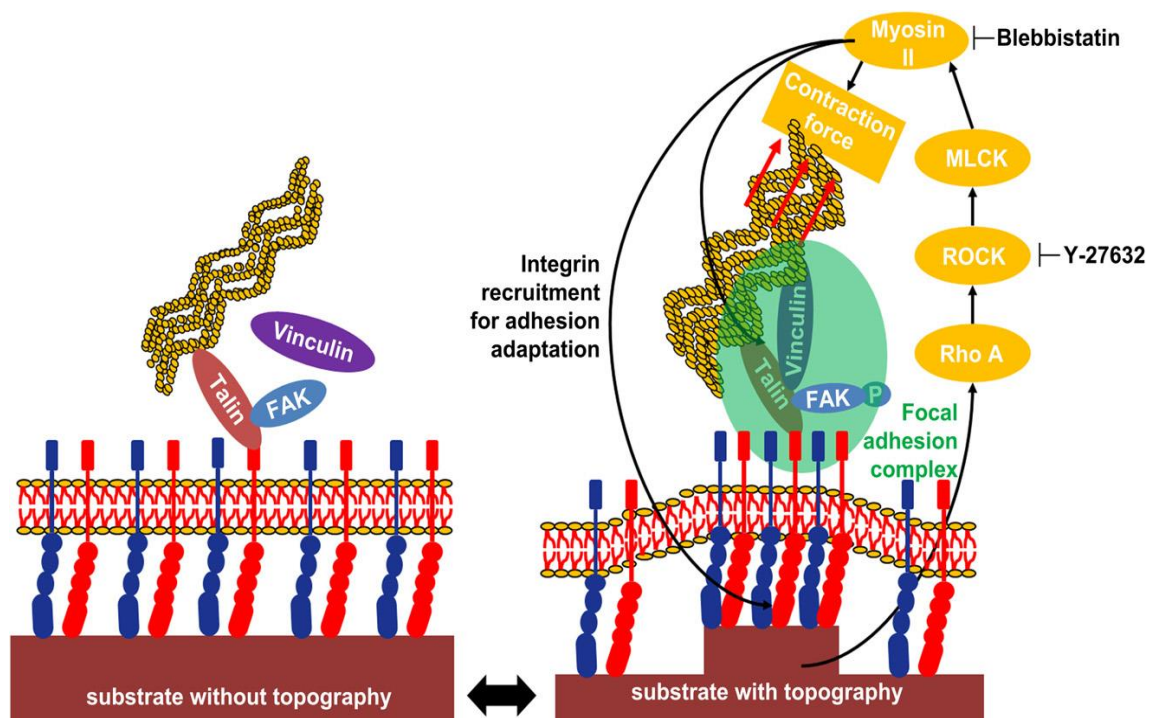 Vinculin
Talin
FAK
substrate without topography
Myosin
II
Blebbistatin
Contraction
force
MLCK
Integrin
recruitment
for adhesion
adaptation
ROCK
Y-27632
Vinculin
Talin
Rho A
FAK
P
Focal
adhesion
complex
substrate with topography